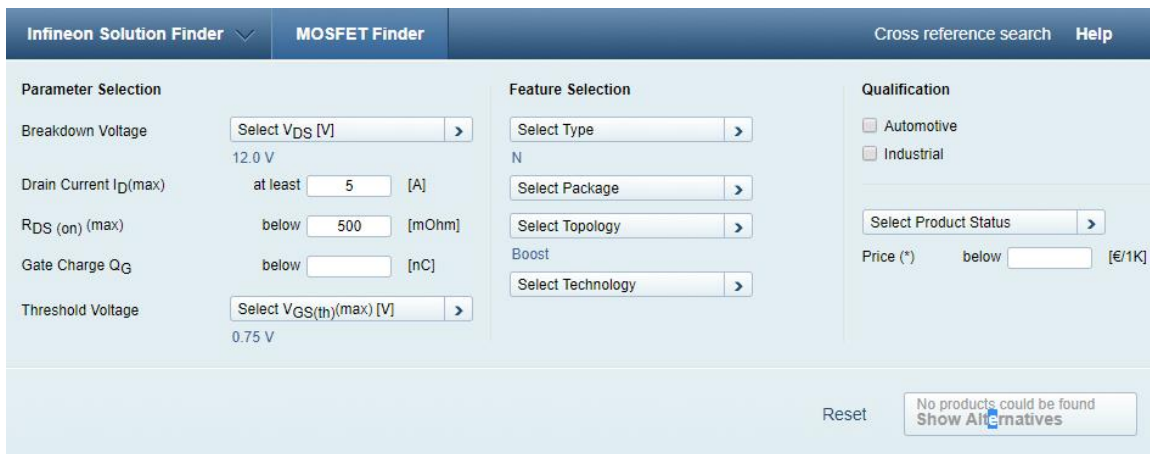 Infineon Solution Finder MOSFET Finder Cross reference search Help
Parameter Selection
Breakdown Voltage Select VDS [V]
12.0 V
Drain Current ID(max) at least 5 [A]
RDS (on) (max) below 500 [mOhm]
Gate Charge QG below [nC]
Threshold Voltage Select VGS(th)(max) [V]
0.75 V
Feature Selection
Select Type
N
Select Package
Select Topology
Boost
Select Technology
Qualification
Automotive
Industrial
Select Product Status
Price (*) below [€/1K]
Reset
No products could be found
Show Alternatives